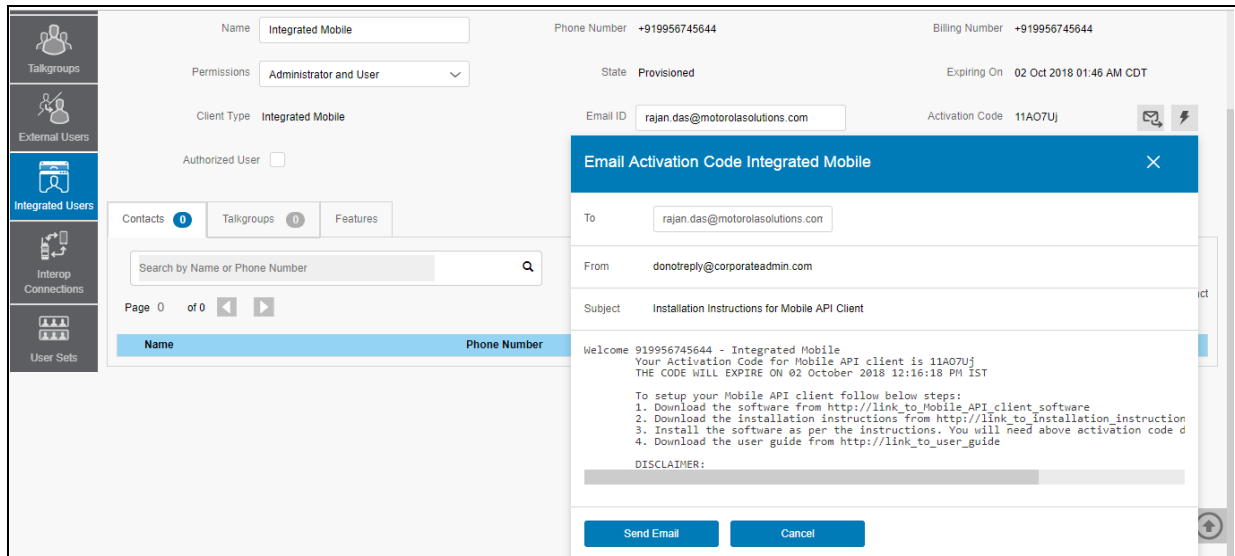 Talkgroups
External Users
Integrated Users
Interop
Connections
User Sets
Name Integrated Mobile Phone Number +919956745644 Billing Number +919956745644
Permissions Administrator and User State Provisioned Expiring On 02 Oct 2018 01:46 AM CDT
Client Type Integrated Mobile Email ID rajan.das@motorolasolutions.com Activation Code 11AO7Uj
Authorized User
Contacts 0 Talkgroups 0 Features
Search by Name or Phone Number
Page 0 of 0
Name Phone Number
Email Activation Code Integrated Mobile
To rajan.das@motorolasolutions.con
From donotreply@corporateadmin.com
Subject Installation Instructions for Mobile API Client
Welcome 919956745644 - Integrated Mobile
Your Activation Code for Mobile API client is 11AO7Uj
THE CODE WILL EXPIRE ON 02 October 2018 12:16:18 PM IST
To setup your Mobile API client follow below steps:
1. Download the software from http://link_to_Mobile_API_client_software
2. Download the installation instructions from http://link_to_installation_instruction
3. Install the software as per the instructions. You will need above activation code d
4. Download the user guide from http://link_to_user_guide
DISCLAIMER:
Send Email Cancel